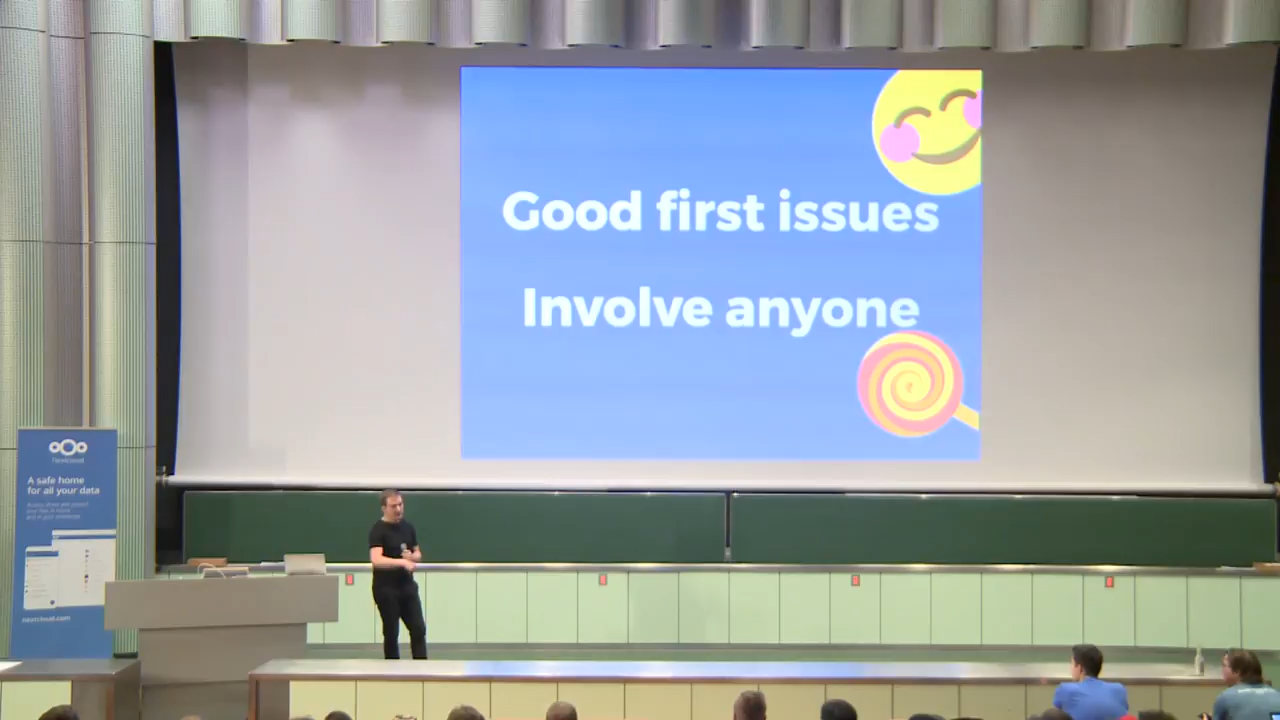 Good first issues
Involve anyone
Nextcloud
A safe home
for all your data
nextcloud.com